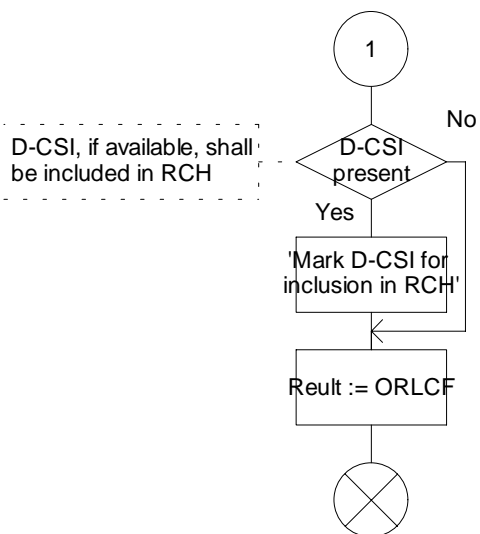 1
No
D-CSI, if available, shall
be included in RCH
D-CSI
present
Yes
'Mark D-CSI for
inclusion in RCH'
Reult := ORLCF